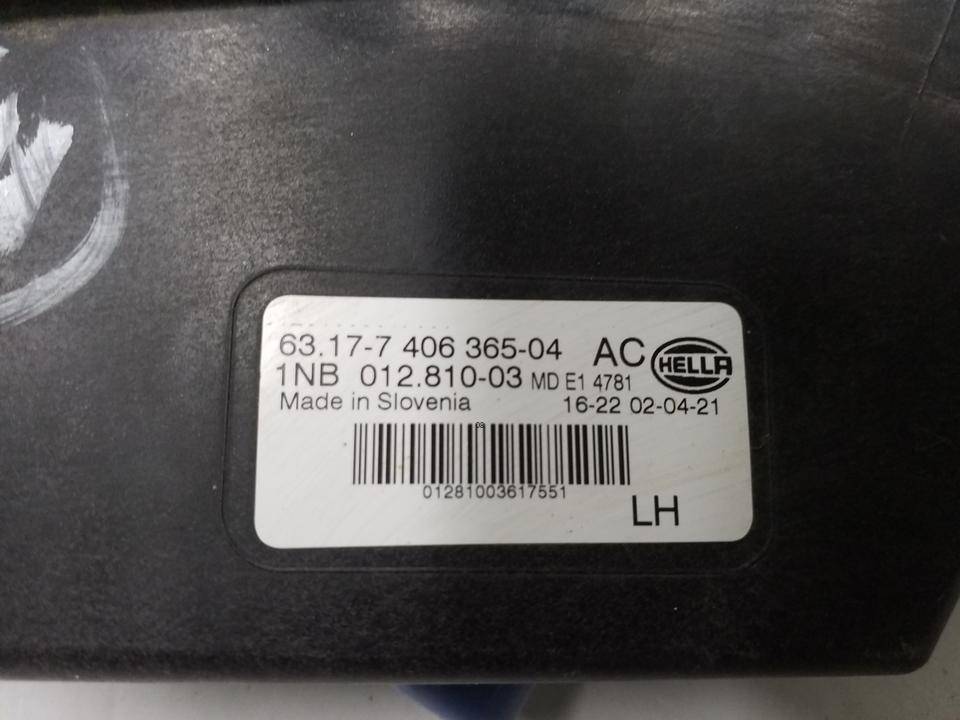 63.17-7 406 365-04 AC HELLA
1NB 012.810-03 MD E1 4781
Made in Slovenia 16-22 02-04-21
03
01281003617551
LH